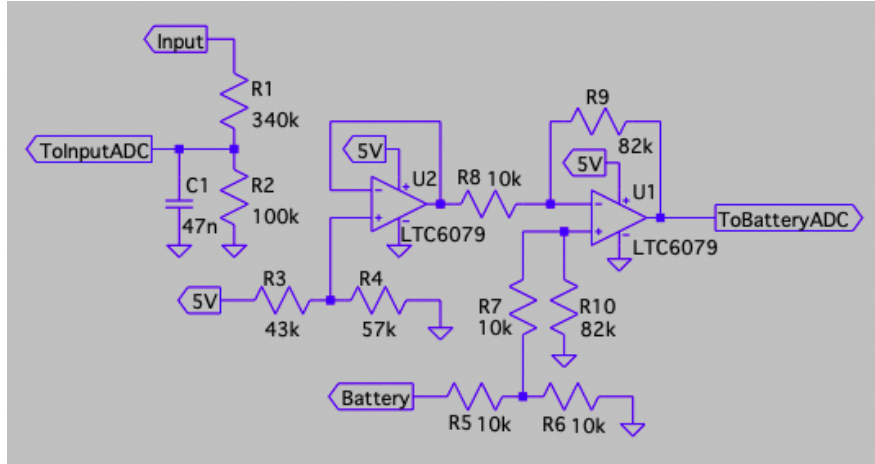 Input
R1
340k
ToInputADC
C1
47n
R2
100k
5V
U2
+
-
-
+
LTC6079
R8 10k
R9
82k
5V
U1
+
-
-
+
LTC6079
ToBatteryADC
5V
R3
43k
R4
57k
R7
10k
R10
82k
Battery
R5 10k
R6 10k